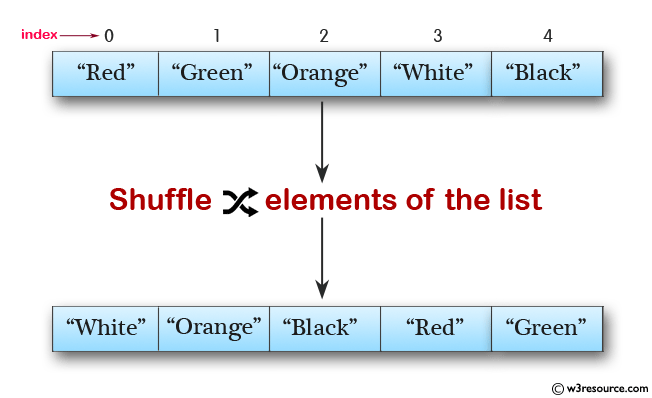 index 0 1 2 3 4
“Red” “Green” “Orange” “White” “Black”
Shuffle elements of the list
“White” “Orange” “Black” “Red” “Green”
© w3resource.com